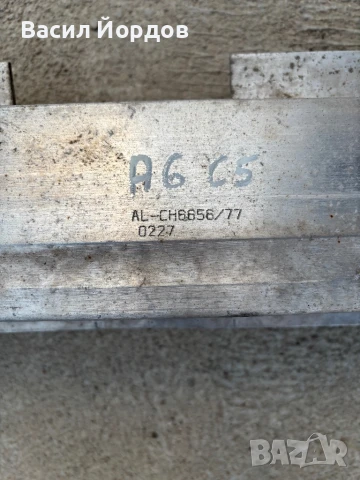 Васил Йордов
A6 C5
AL-CH6656/77
0227
BAZAR